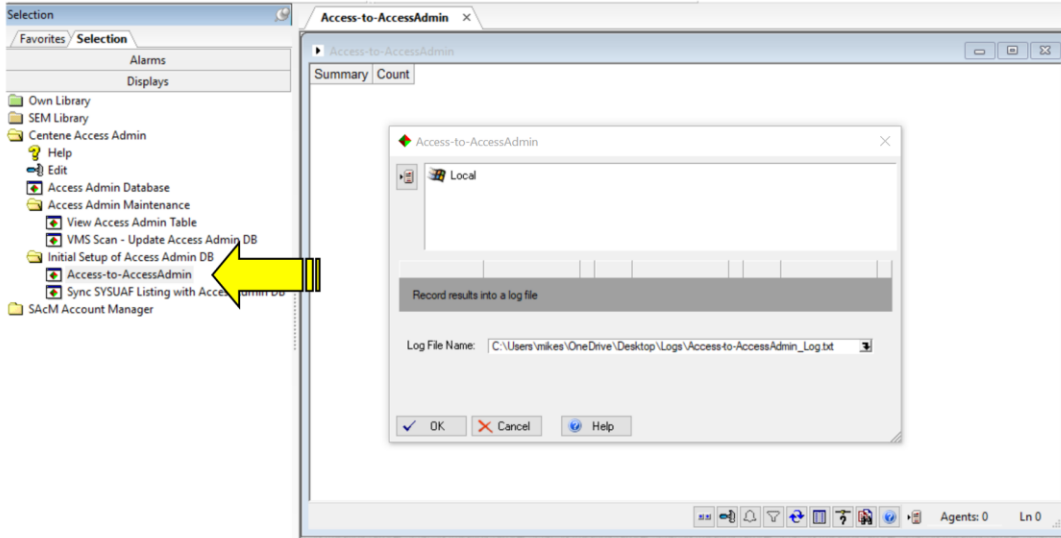 Selection
Favorites Selection
Alarms
Displays
Own Library
SEM Library
Centene Access Admin
Help
Edit
Access Admin Database
Access Admin Maintenance
View Access Admin Table
VMS Scan - Update Access Admin DB
Initial Setup of Access Admin DB
Access-to-AccessAdmin
Sync SYSUAF Listing with Access Admin DB
SAcM Account Manager
Access-to-AccessAdmin
Access-to-AccessAdmin
Summary Count
Access-to-AccessAdmin
Local
Record results into a log file
Log File Name: C:\Users\mikes\OneDrive\Desktop\Logs\Access-to-AccessAdmin_Log.txt
OK Cancel Help
Agents: 0 Ln 0